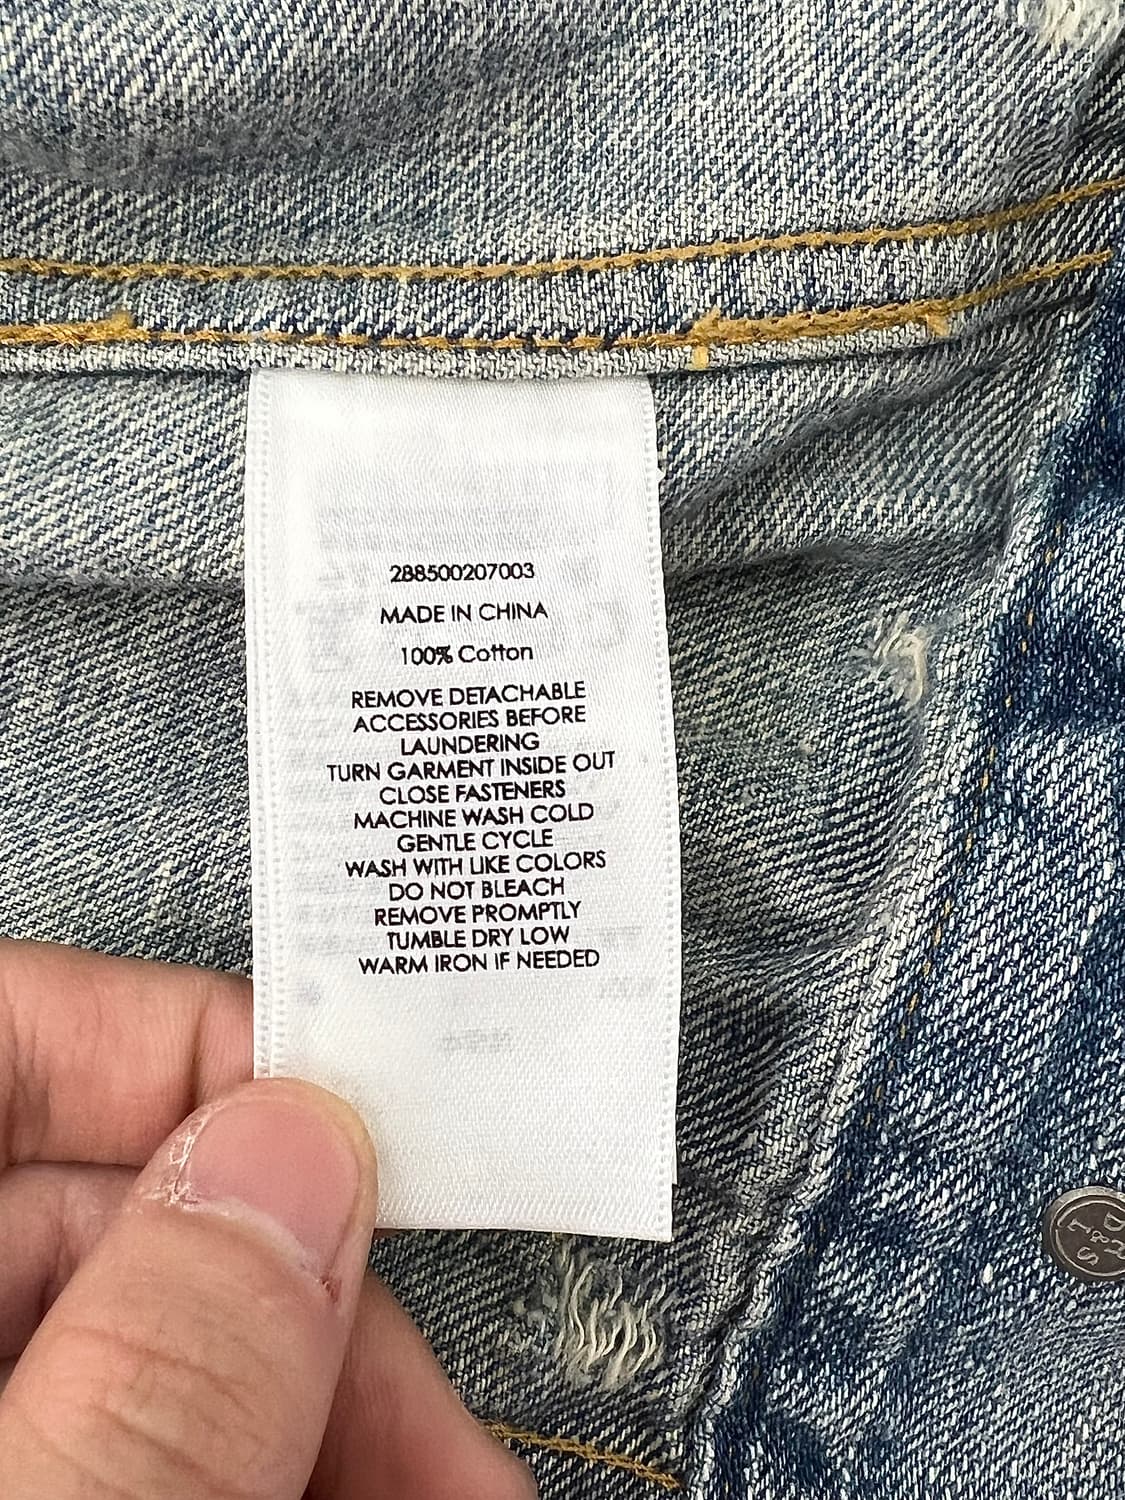 288500207003
MADE IN CHINA
100% Cotton
REMOVE DETACHABLE
ACCESSORIES BEFORE
LAUNDERING
TURN GARMENT INSIDE OUT
CLOSE FASTENERS
MACHINE WASH COLD
GENTLE CYCLE
WASH WITH LIKE COLORS
DO NOT BLEACH
REMOVE PROMPTLY
TUMBLE DRY LOW
WARM IRON IF NEEDED